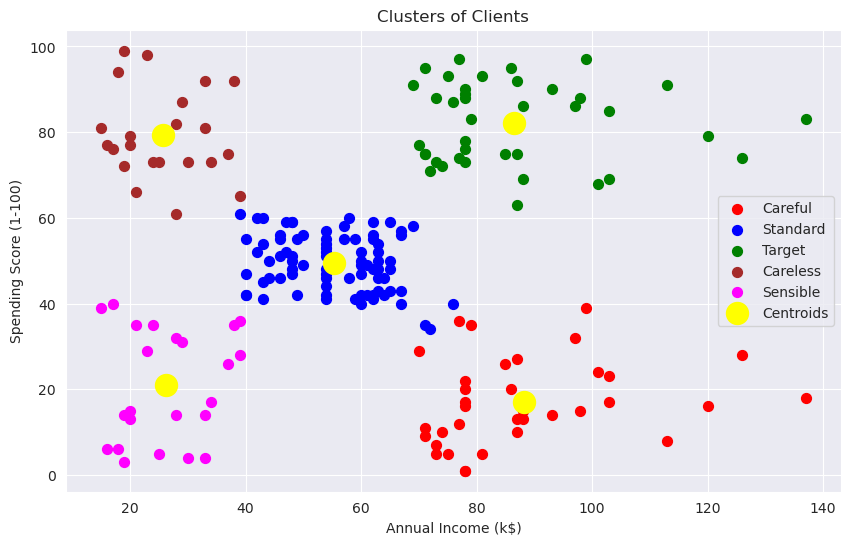 Clusters of Clients
Spending Score (1-100)
100
80
60
40
20
0
Careful
Standard
Target
Careless
Sensible
Centroids
20
40
60
80
100
120
140
Annual Income (k$)